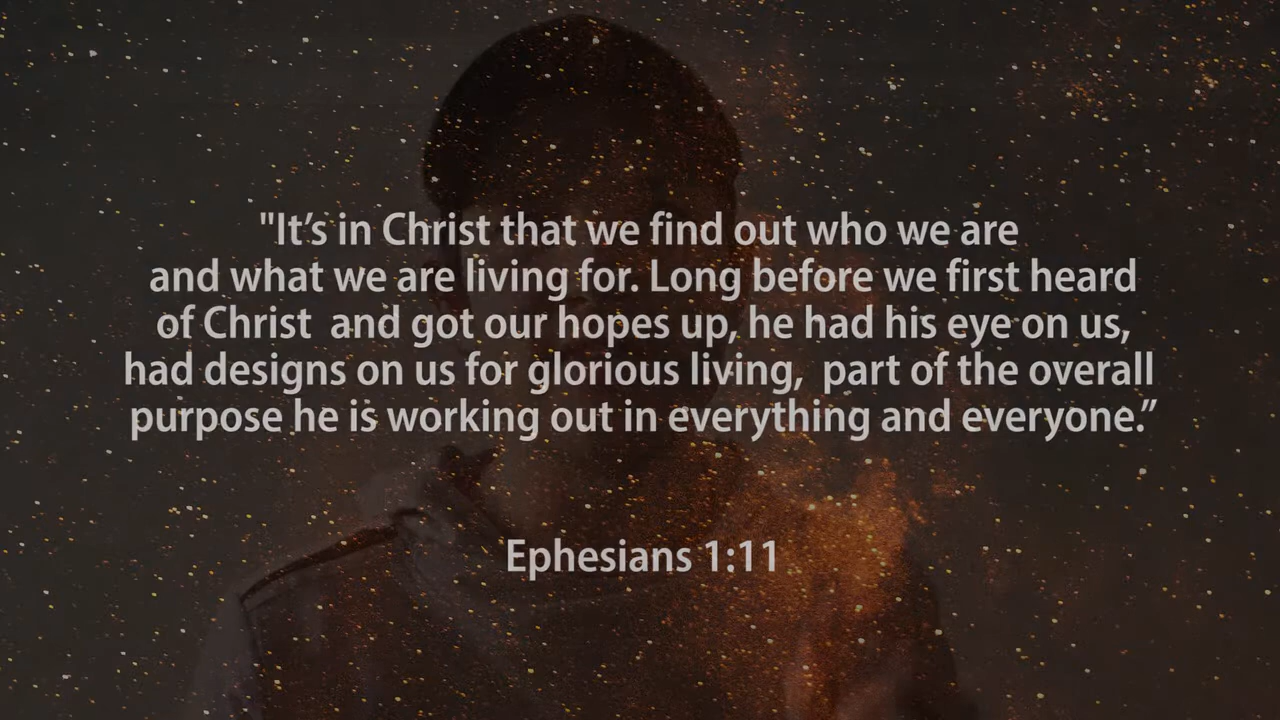 "It’s in Christ that we find out who we are
and what we are living for. Long before we first heard
of Christ  and got our hopes up, he had his eye on us,
had designs on us for glorious living,  part of the overall
purpose he is working out in everything and everyone.”
Ephesians 1:11